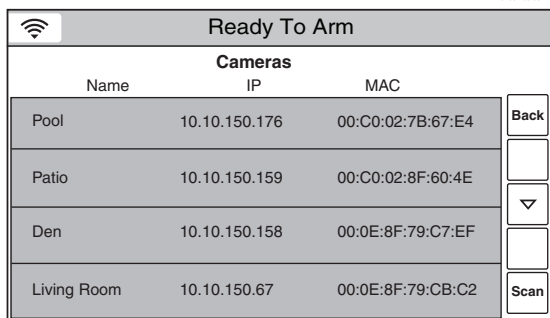 Ready To Arm
Cameras
Name IP MAC
Pool 10.10.150.176 00:C0:02:7B:67:E4
Back
Patio 10.10.150.159 00:C0:02:8F:60:4E
Den 10.10.150.158 00:0E:8F:79:C7:EF
Living Room 10.10.150.67 00:0E:8F:79:CB:C2
Scan